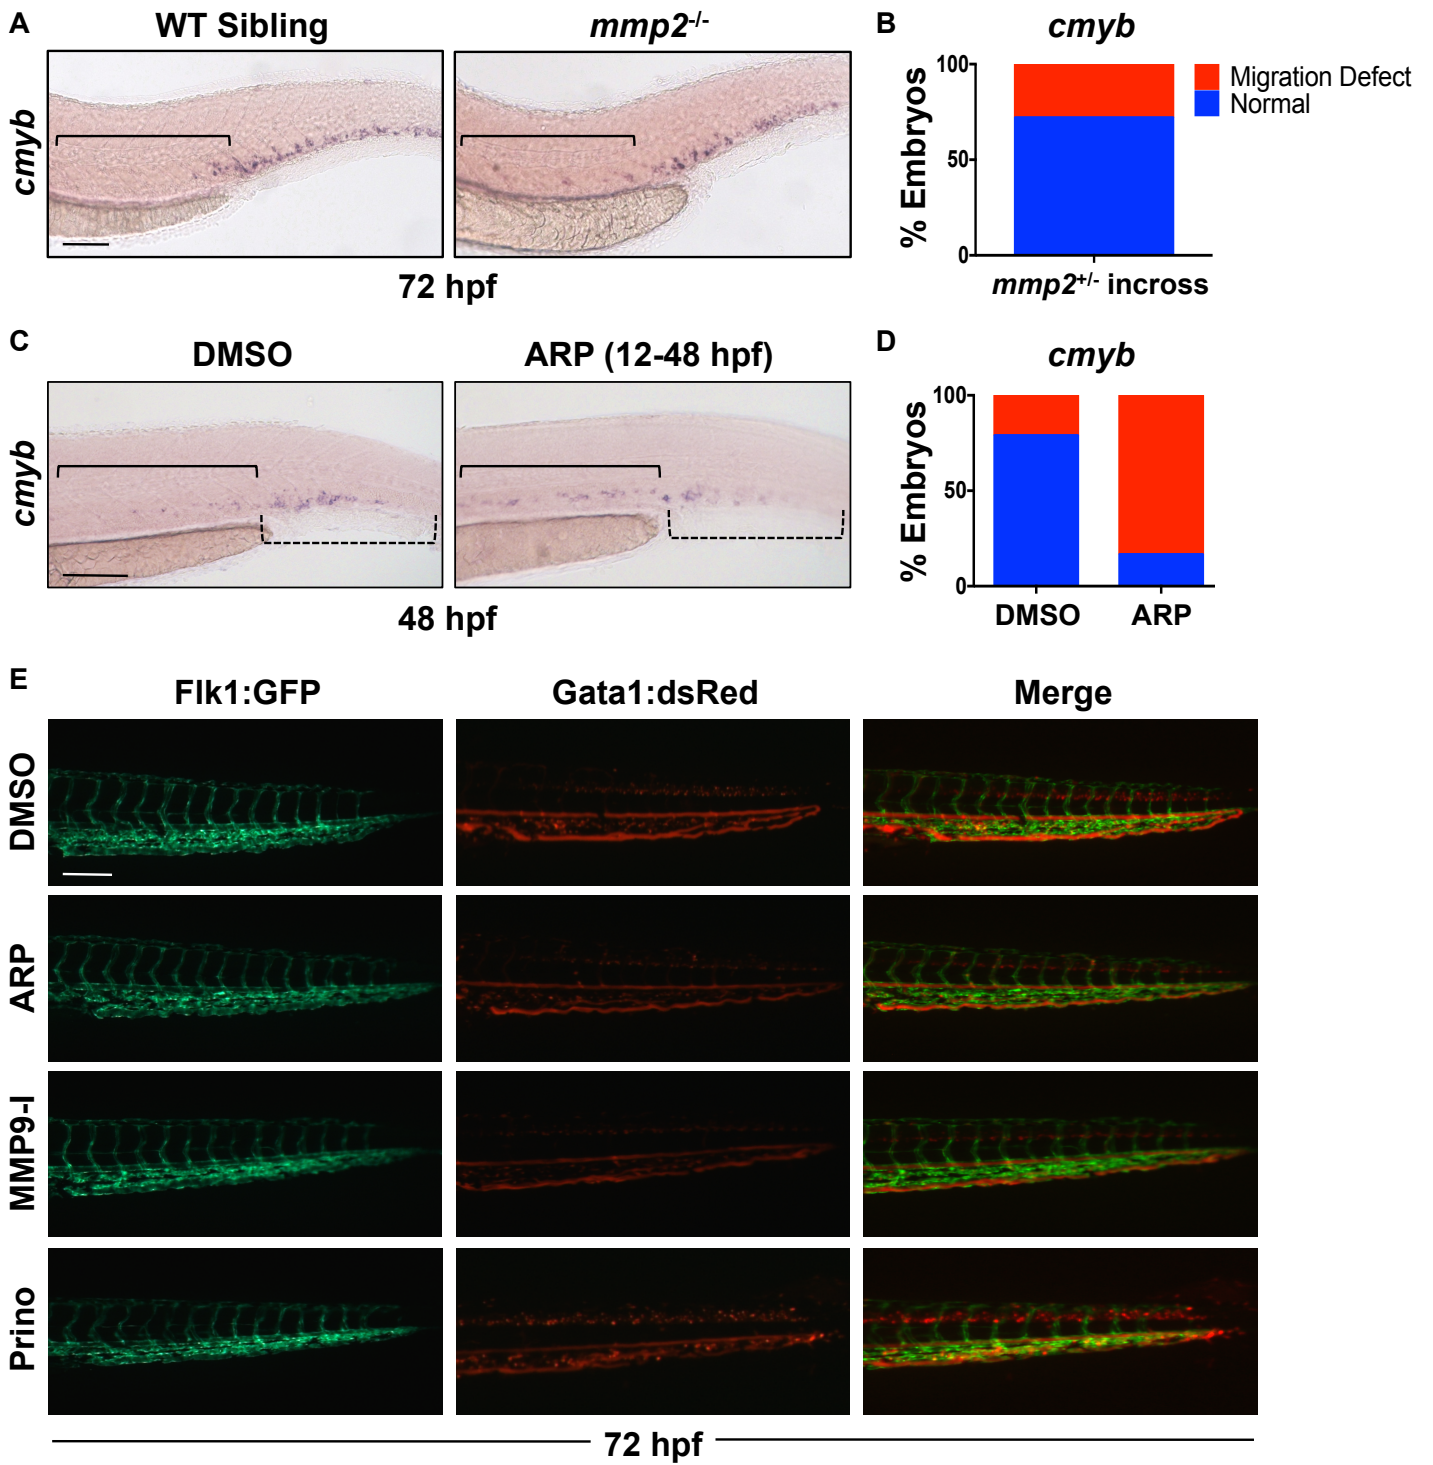 A
WT Sibling
mmp2-/-
cmyb
72 hpf
B
cmyb
% Embryos
100
50
0
mmp2+/- incross
Migration Defect
Normal
C
DMSO
ARP (12-48 hpf)
cmyb
48 hpf
D
cmyb
% Embryos
100
50
0
DMSO
ARP
E
Flk1:GFP
Gata1:dsRed
Merge
DMSO
ARP
MMP9-I
Prino
72 hpf